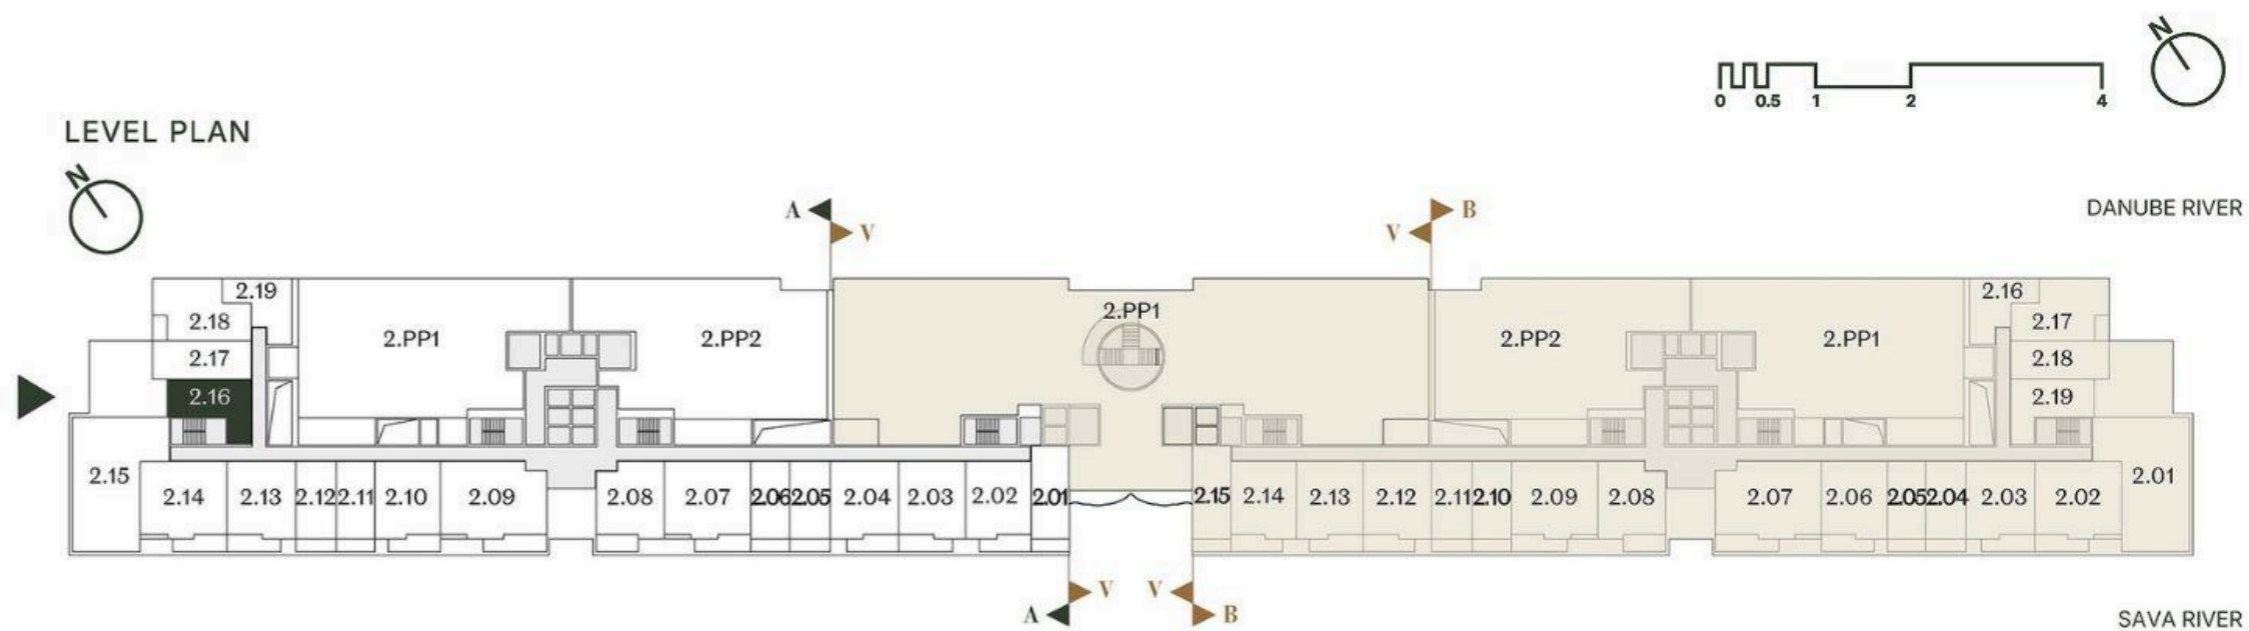 N
0 0.5 1 2 4
LEVEL PLAN
N
DANUBE RIVER
A V V B
2.19 2.18 2.17 2.16 2.PP1 2.PP2 2.PP1 2.PP2 2.PP1 2.16 2.17 2.18 2.19
2.15 2.14 2.13 2.12 2.11 2.10 2.09 2.08 2.07 2.06 2.05 2.04 2.03 2.02 2.01 2.15 2.14 2.13 2.12 2.11 2.10 2.09 2.08 2.07 2.06 2.05 2.04 2.03 2.02 2.01
V V
A B
SAVA RIVER